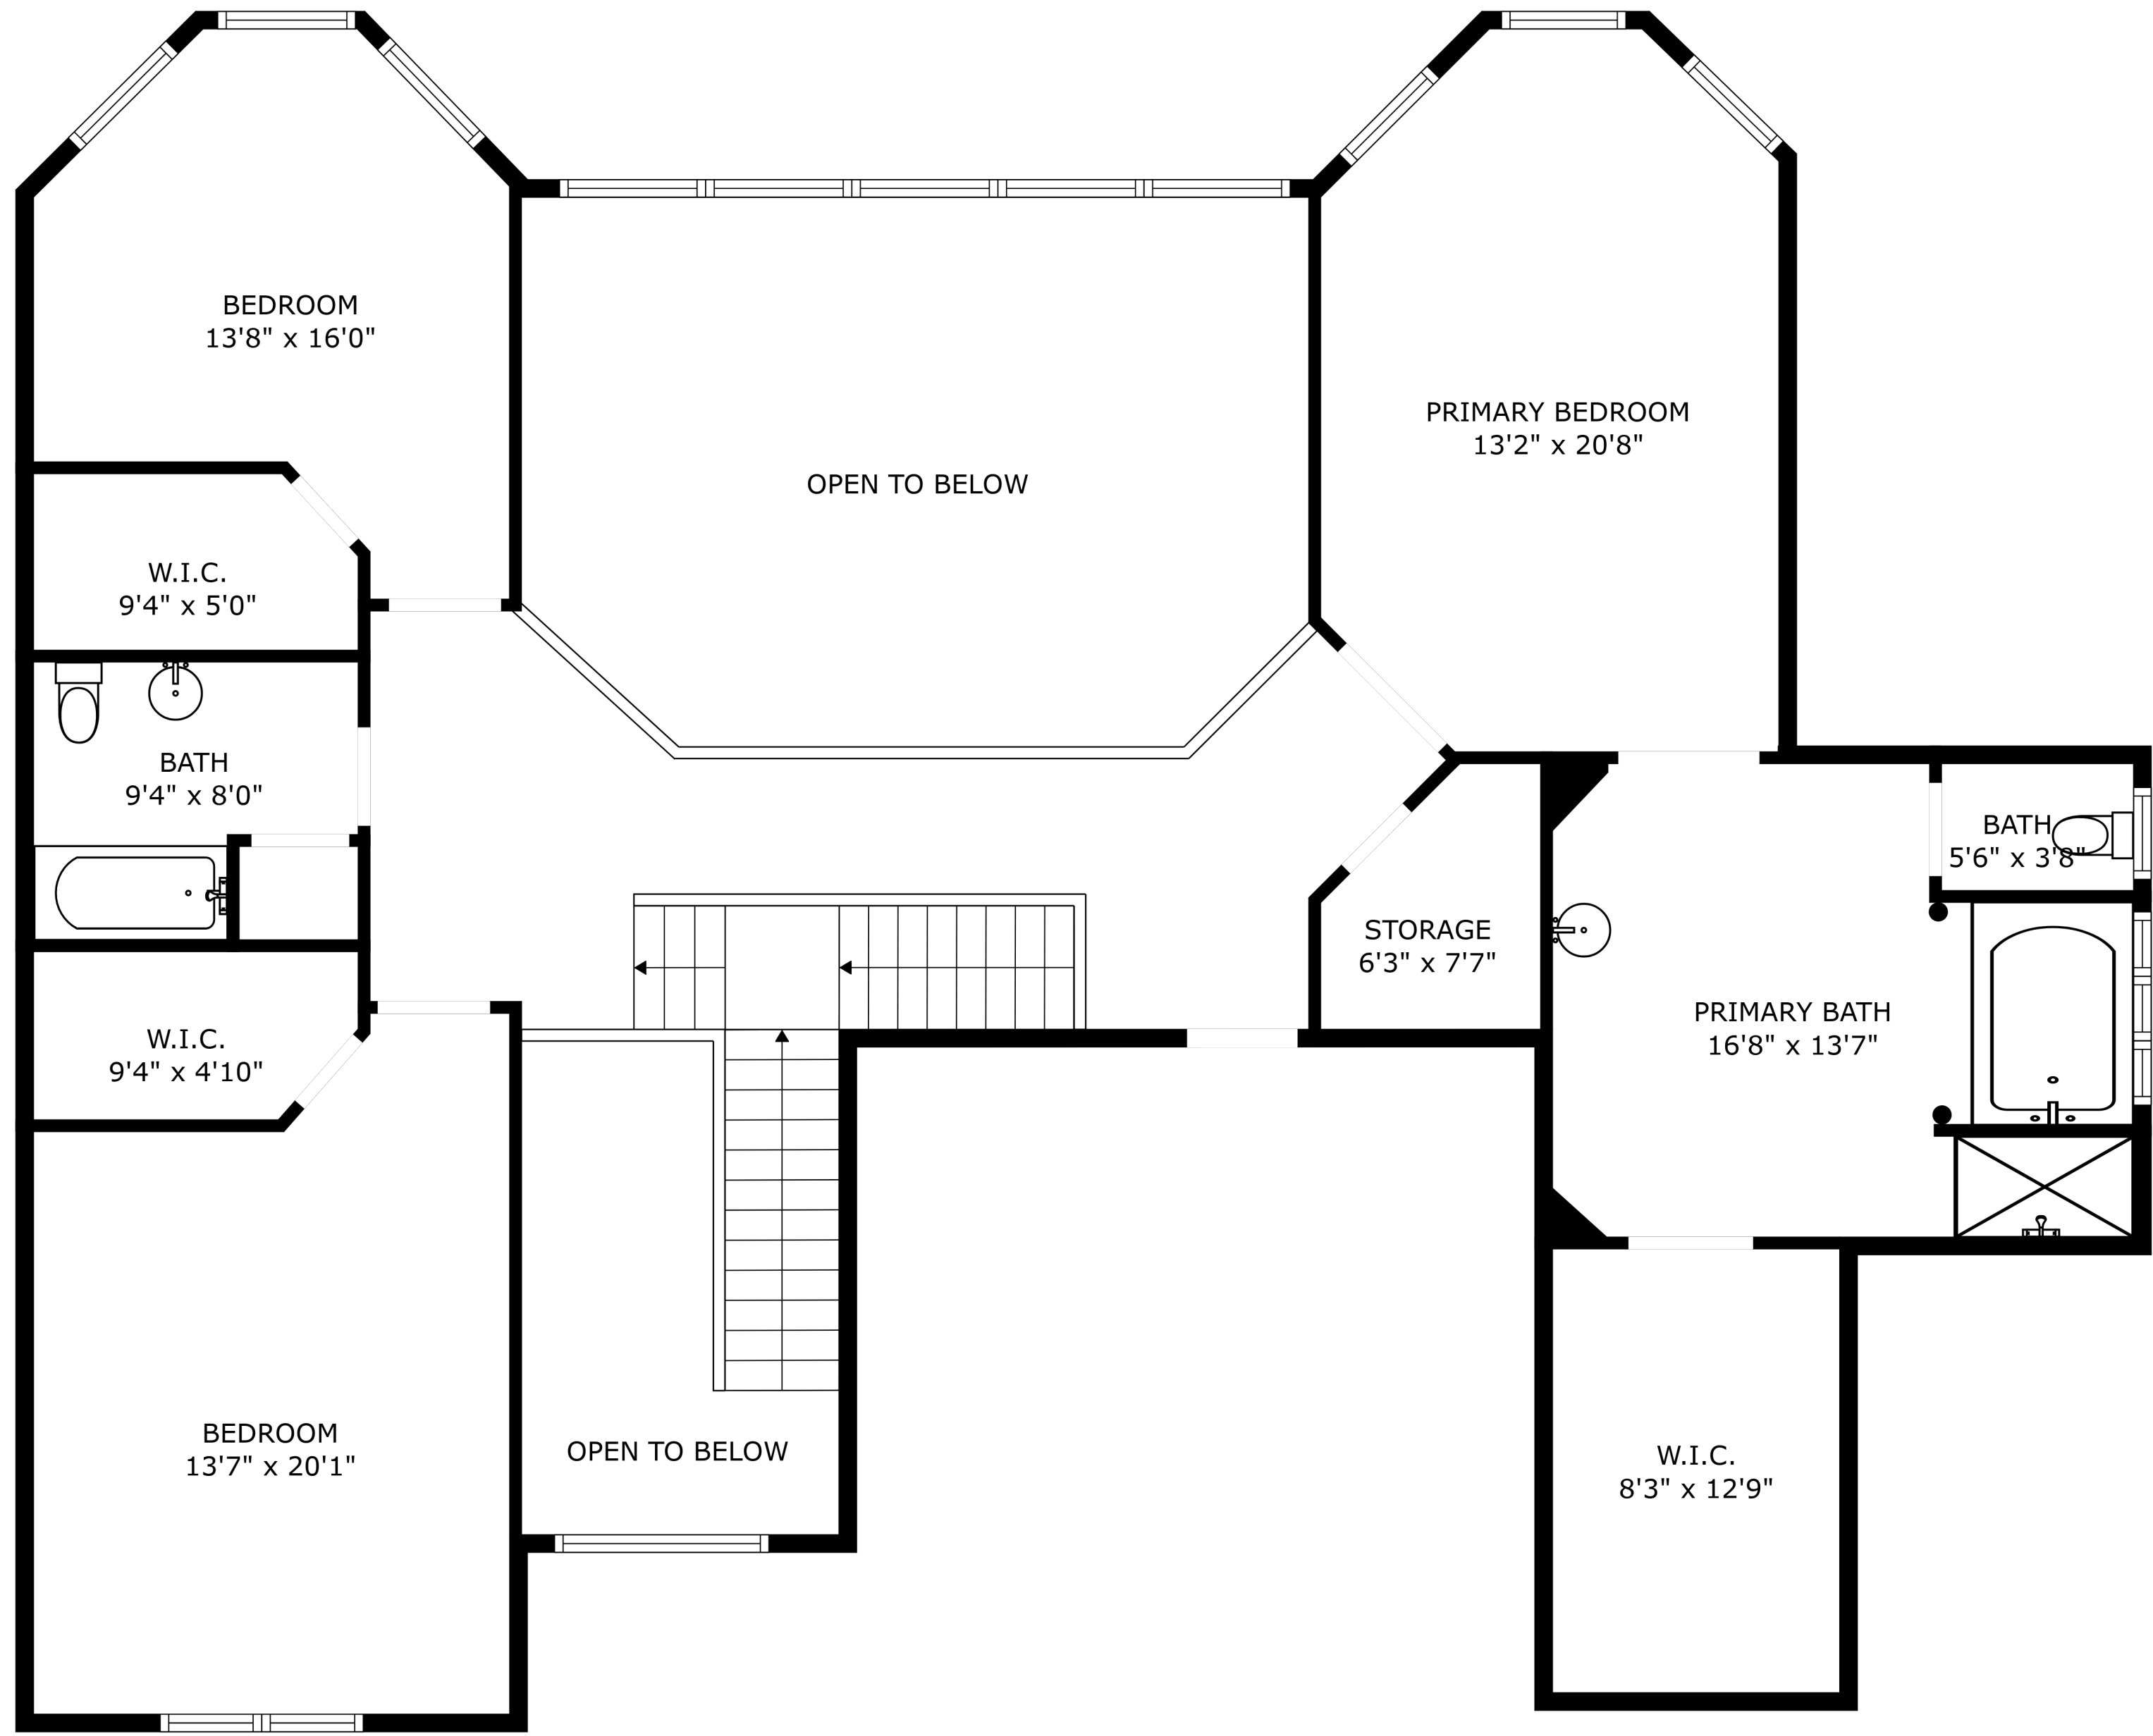 BEDROOM
13'8" x 16'0"
PRIMARY BEDROOM
13'2" x 20'8"
OPEN TO BELOW
W.I.C.
9'4" x 5'0"
BATH
9'4" x 8'0"
BATH
5'6" x 3'8"
STORAGE
6'3" x 7'7"
PRIMARY BATH
16'8" x 13'7"
W.I.C.
9'4" x 4'10"
BEDROOM
13'7" x 20'1"
OPEN TO BELOW
W.I.C.
8'3" x 12'9"